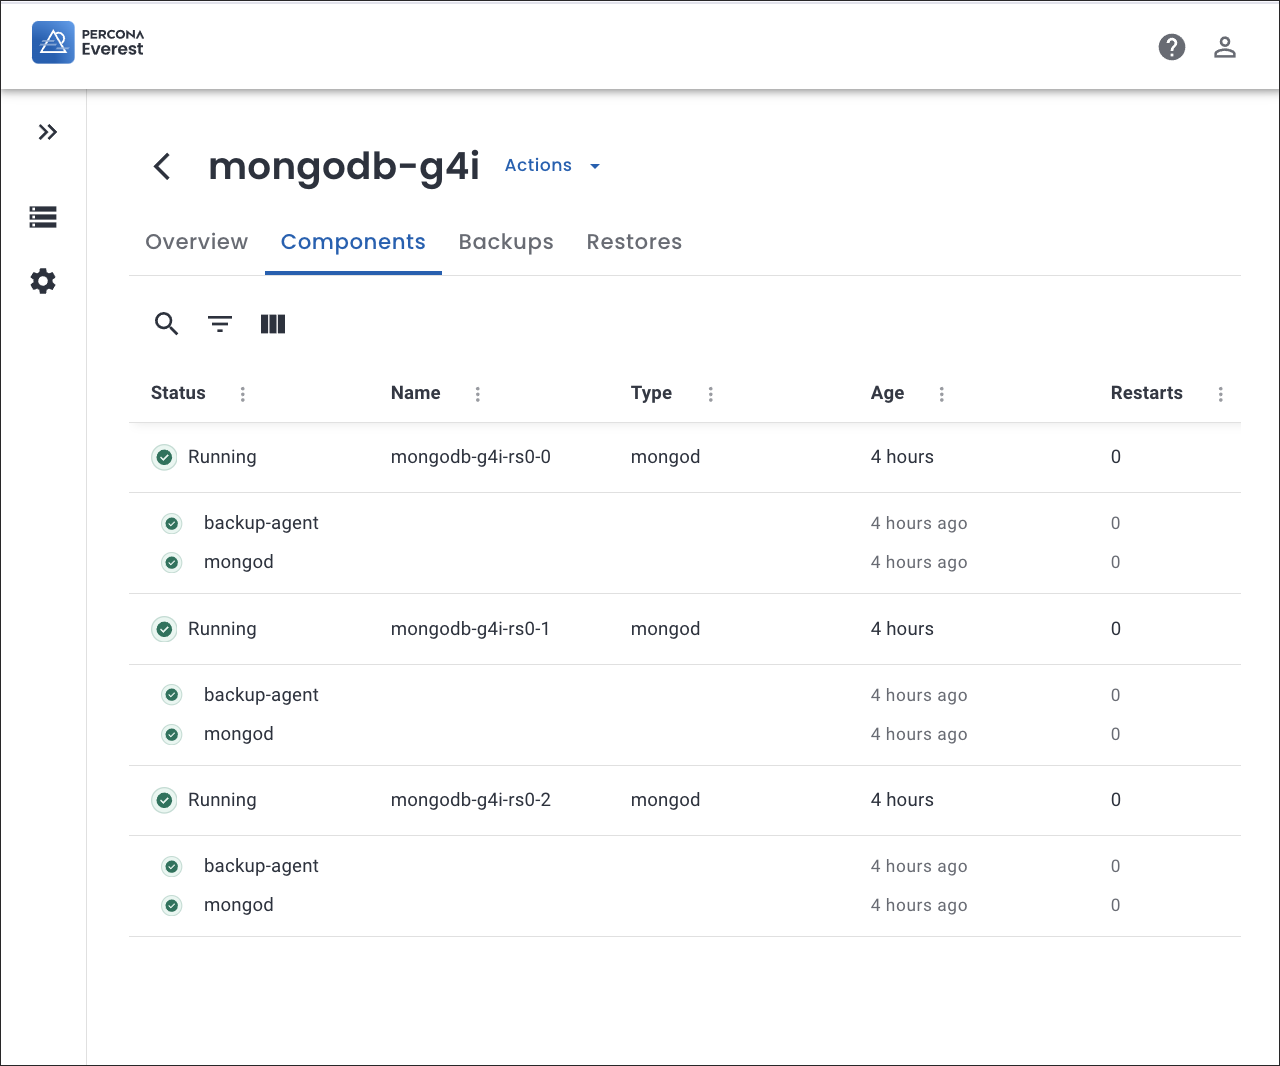 PERCONA
Everest
mongodb-g4i Actions
Overview Components Backups Restores
Status Name Type Age Restarts
Running mongodb-g4i-rs0-0 mongod 4 hours 0
backup-agent 4 hours ago 0
mongod 4 hours ago 0
Running mongodb-g4i-rs0-1 mongod 4 hours 0
backup-agent 4 hours ago 0
mongod 4 hours ago 0
Running mongodb-g4i-rs0-2 mongod 4 hours 0
backup-agent 4 hours ago 0
mongod 4 hours ago 0